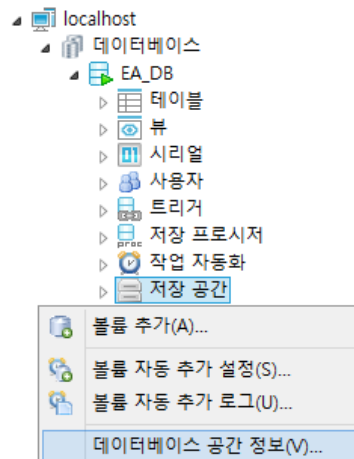 localhost
데이터베이스
EA_DB
테이블
뷰
시리얼
사용자
트리거
저장 프로시저
작업 자동화
저장 공간
볼륨 추가(A)...
볼륨 자동 추가 설정(S)...
볼륨 자동 추가 로그(U)...
데이터베이스 공간 정보(V)...